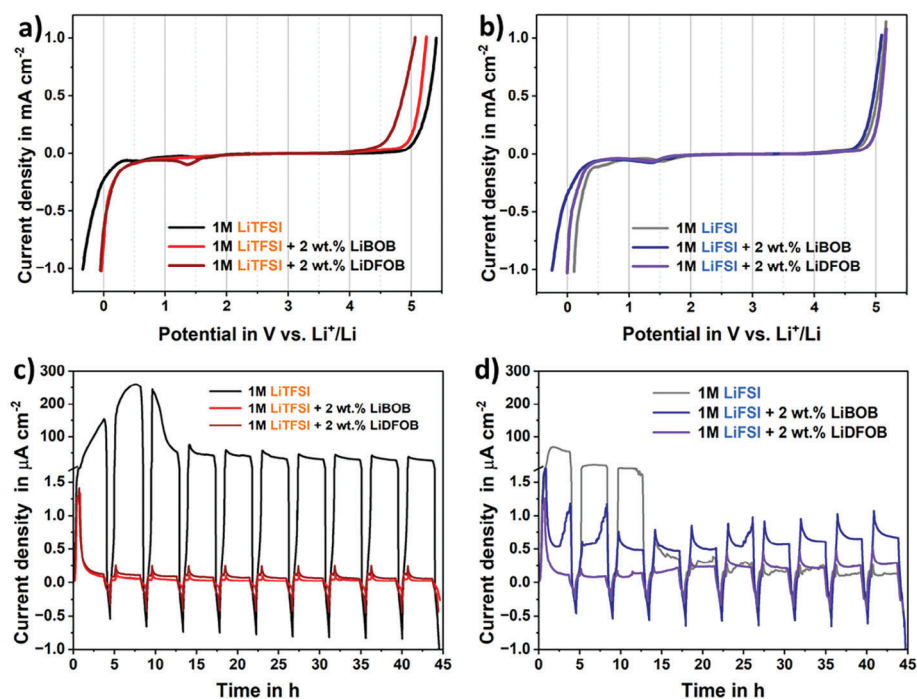 a)
1.0
0.5
0.0
−0.5
−1.0
Current density in mA cm⁻²
1M LiTFSI
1M LiTFSI + 2 wt.% LiBOB
1M LiTFSI + 2 wt.% LiDFOB
0 1 2 3 4 5
Potential in V vs. Li⁺/Li
b)
1.0
0.5
0.0
−0.5
−1.0
Current density in mA cm⁻²
1M LiFSI
1M LiFSI + 2 wt.% LiBOB
1M LiFSI + 2 wt.% LiDFOB
0 1 2 3 4 5
Potential in V vs. Li⁺/Li
c)
300
200
100
1.5
1.0
0.5
0.0
−0.5
−1.0
Current density in µA cm⁻²
1M LiTFSI
1M LiTFSI + 2 wt.% LiBOB
1M LiTFSI + 2 wt.% LiDFOB
0 5 10 15 20 25 30 35 40 45
Time in h
d)
300
200
100
1.5
1.0
0.5
0.0
−0.5
−1.0
Current density in µA cm⁻²
1M LiFSI
1M LiFSI + 2 wt.% LiBOB
1M LiFSI + 2 wt.% LiDFOB
0 5 10 15 20 25 30 35 40 45
Time in h